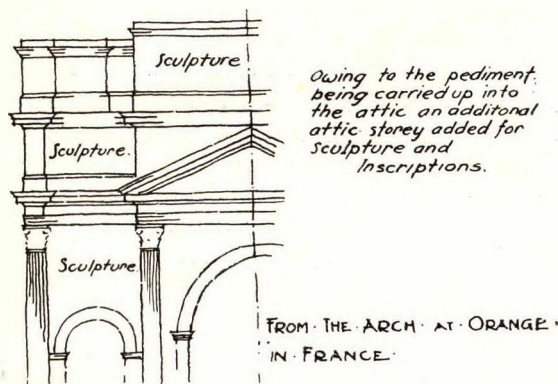 Sculpture
Owing to the pediment
being carried up into
the attic an additonal
attic storey added for
Sculpture and
Inscriptions.
Sculpture.
Sculpture
FROM · THE · ARCH · AT · ORANGE ·
IN · FRANCE ·